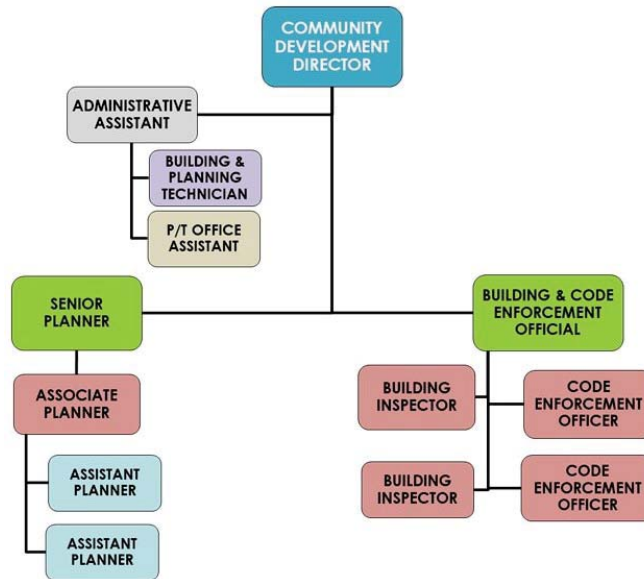 COMMUNITY
DEVELOPMENT
DIRECTOR
ADMINISTRATIVE
ASSISTANT
BUILDING &
PLANNING
TECHNICIAN
P/T OFFICE
ASSISTANT
SENIOR
PLANNER
ASSOCIATE
PLANNER
ASSISTANT
PLANNER
ASSISTANT
PLANNER
BUILDING & CODE
ENFORCEMENT
OFFICIAL
BUILDING
INSPECTOR
CODE
ENFORCEMENT
OFFICER
BUILDING
INSPECTOR
CODE
ENFORCEMENT
OFFICER